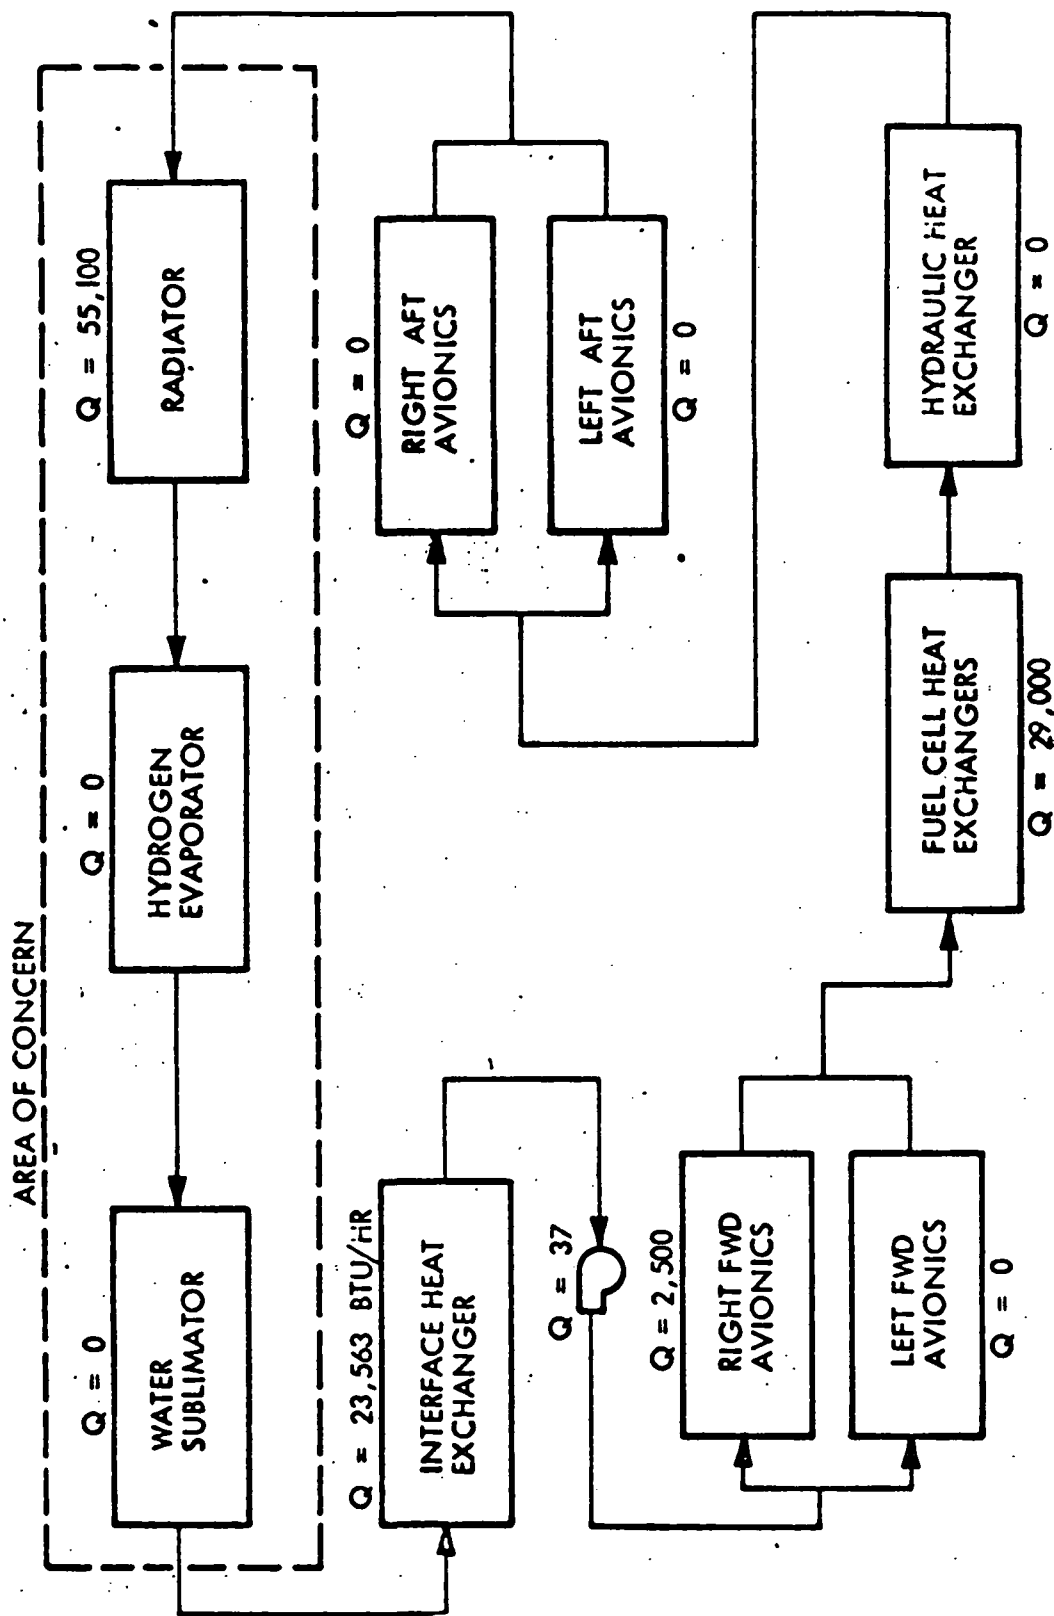 AREA OF CONCERN
Q = 0
WATER
SUBLIMATOR
Q = 0
HYDROGEN
EVAPORATOR
Q = 55,100
RADIATOR
Q = 23,563 BTU/HR
INTERFACE HEAT
EXCHANGER
Q = 0
RIGHT AFT
AVIONICS
LEFT AFT
AVIONICS
Q = 0
Q = 37
Q = 2,500
RIGHT FWD
AVIONICS
LEFT FWD
AVIONICS
Q = 0
FUEL CELL HEAT
EXCHANGERS
Q = 29,000
HYDRAULIC HEAT
EXCHANGER
Q = 0